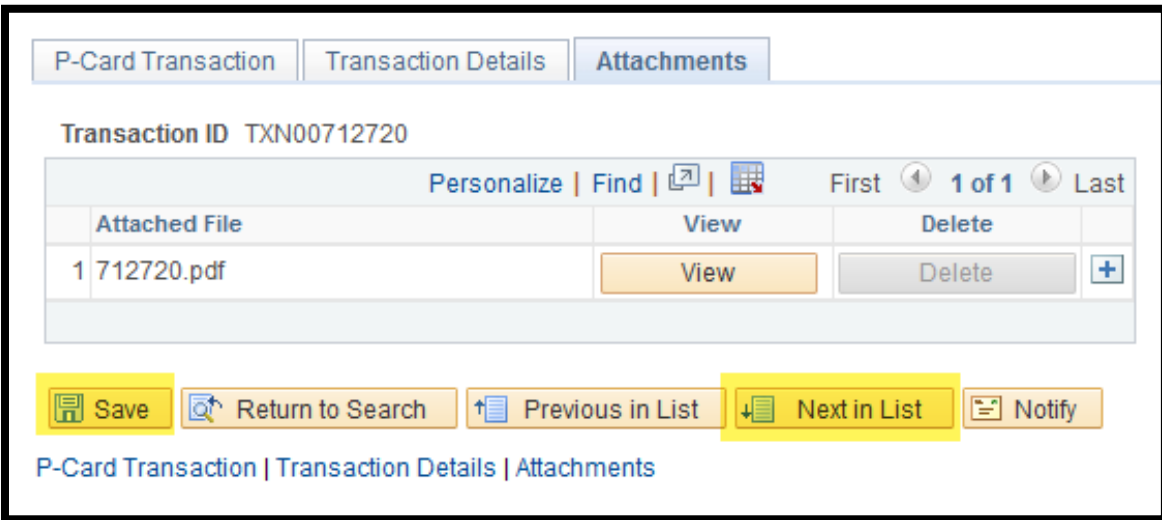 P-Card Transaction Transaction Details Attachments
Transaction ID TXN00712720
Personalize | Find | | First 1 of 1 Last
Attached File View Delete
1 712720.pdf View Delete
Save Return to Search Previous in List Next in List Notify
P-Card Transaction | Transaction Details | Attachments